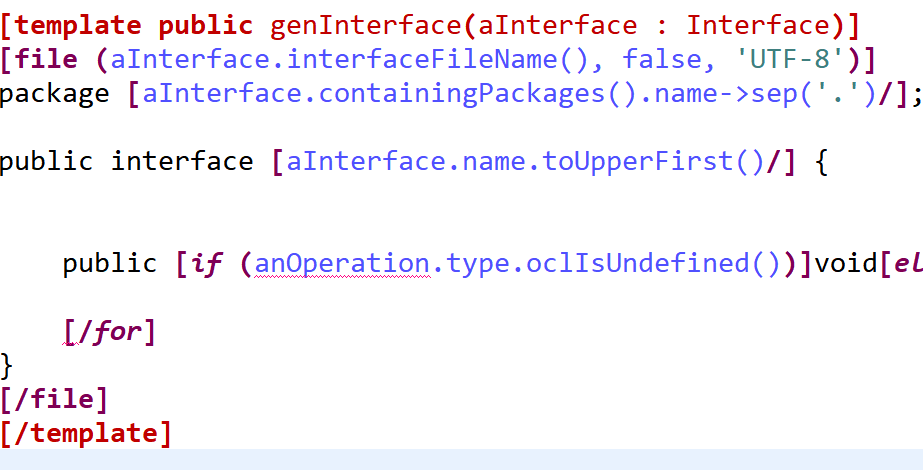 [template public genInterface(aInterface : Interface)]
[file (aInterface.interfaceFileName(), false, 'UTF-8')]
package [aInterface.containingPackages().name->sep('.')/];
public interface [aInterface.name.toUpperFirst()/] {
public [if (anOperation.type.oclIsUndefined())]void[el
[/for]
}
[/file]
[/template]